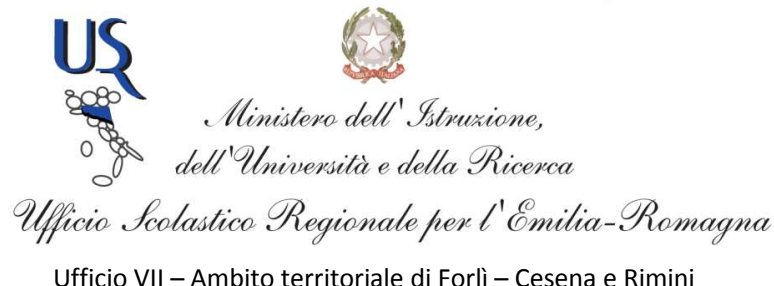 USR
Ministero dell'Istruzione,
dell'Università e della Ricerca
Ufficio Scolastico Regionale per l'Emilia-Romagna
Ufficio VII – Ambito territoriale di Forlì – Cesena e Rimini